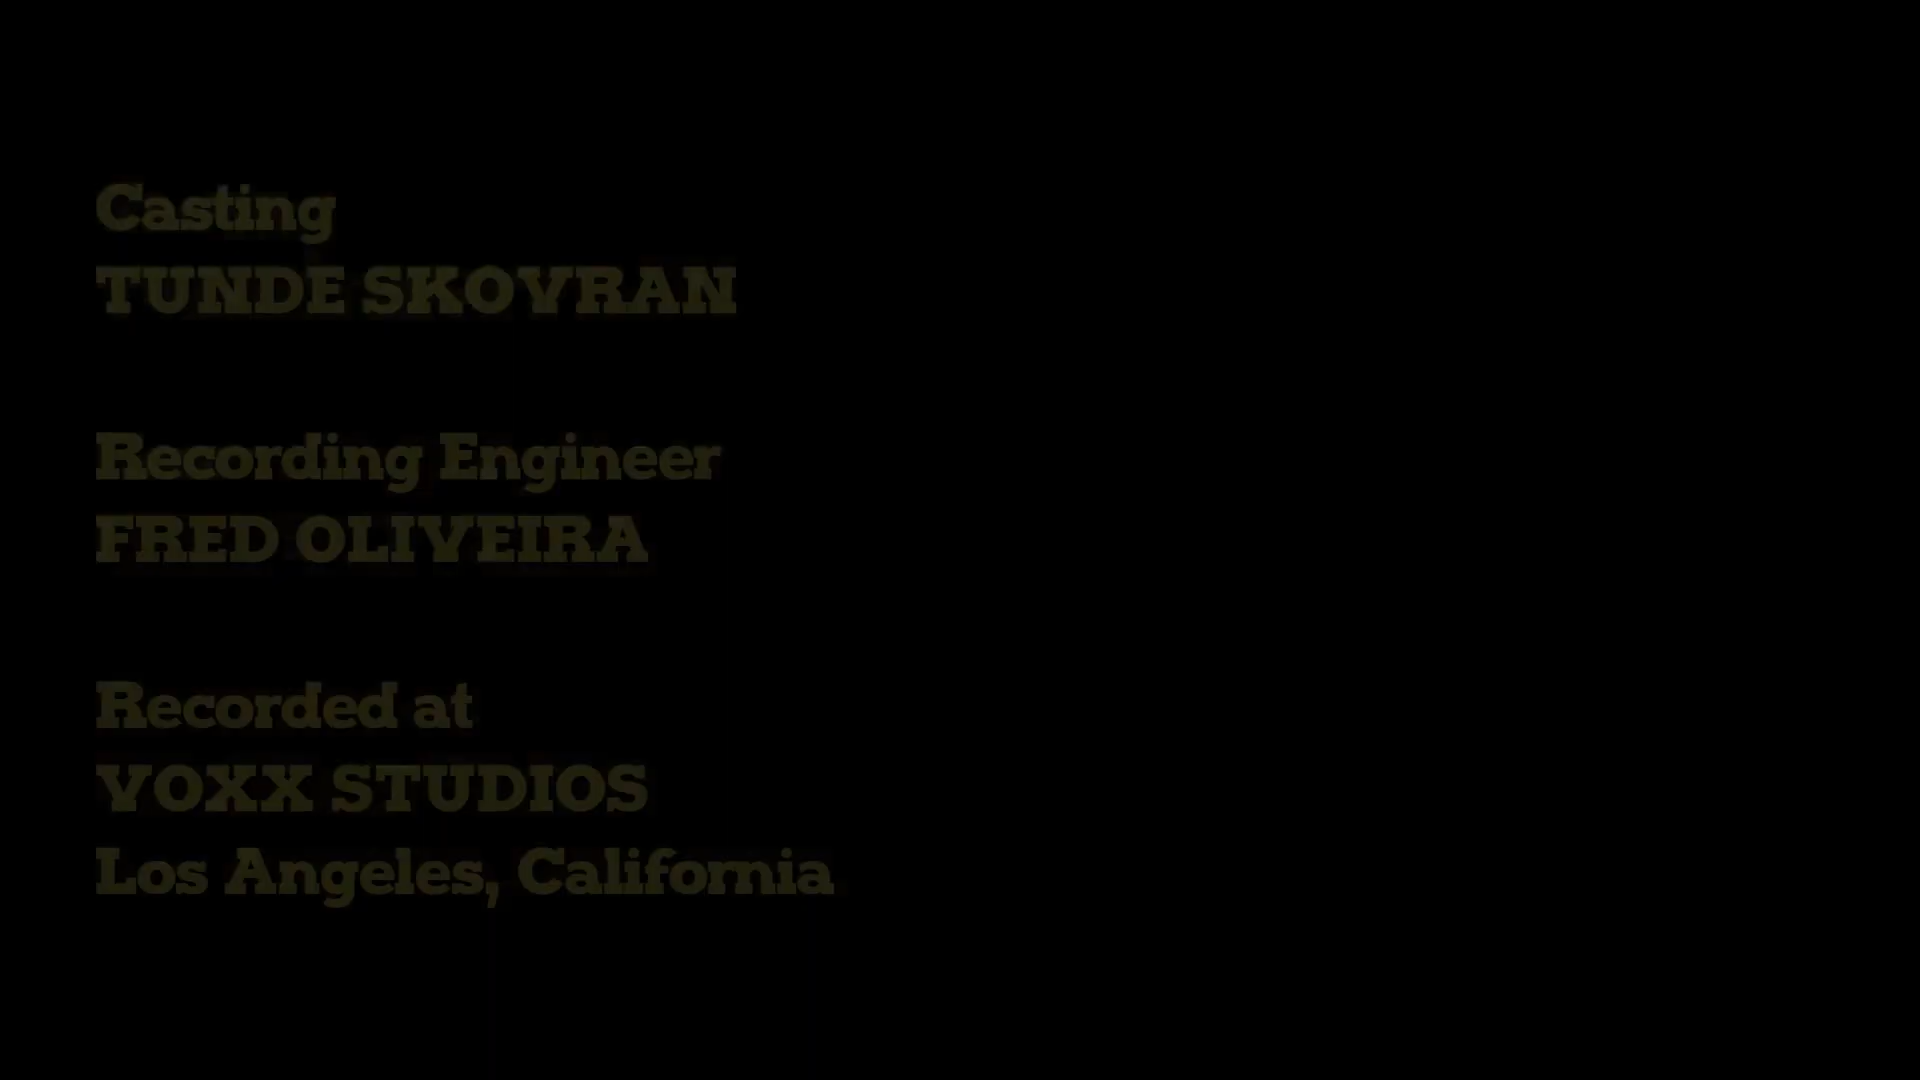 Casting
TUNDE SKOVRAN
Recording Engineer
FRED OLIVEIRA
Recorded at
VOXX STUDIOS
Los Angeles, California